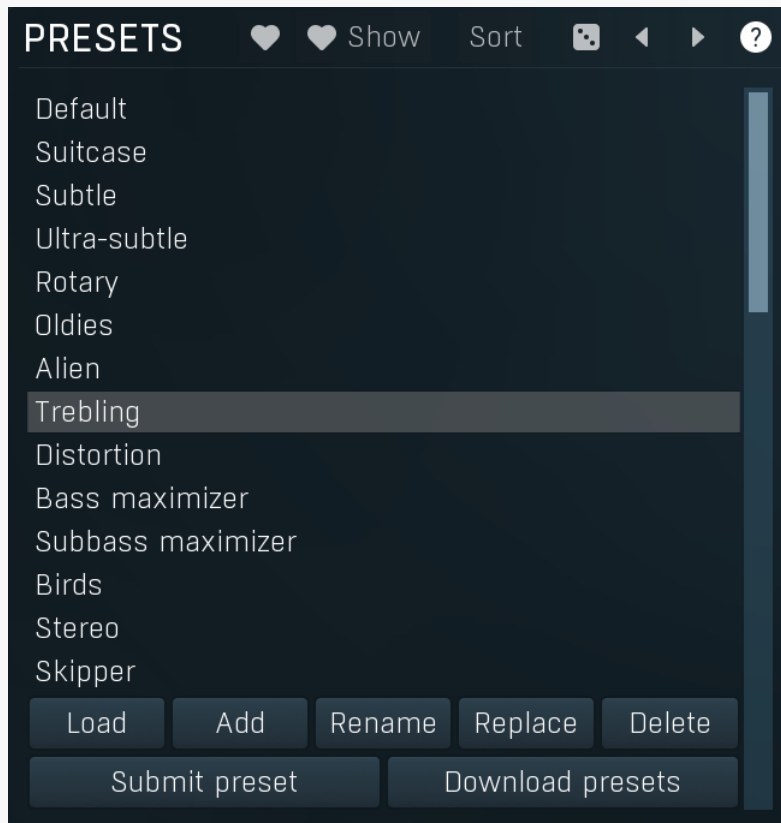 PRESETS Show Sort ?
Default
Suitcase
Subtle
Ultra-subtle
Rotary
Oldies
Alien
Trebling
Distortion
Bass maximizer
Subbass maximizer
Birds
Stereo
Skipper
Load Add Rename Replace Delete
Submit preset Download presets